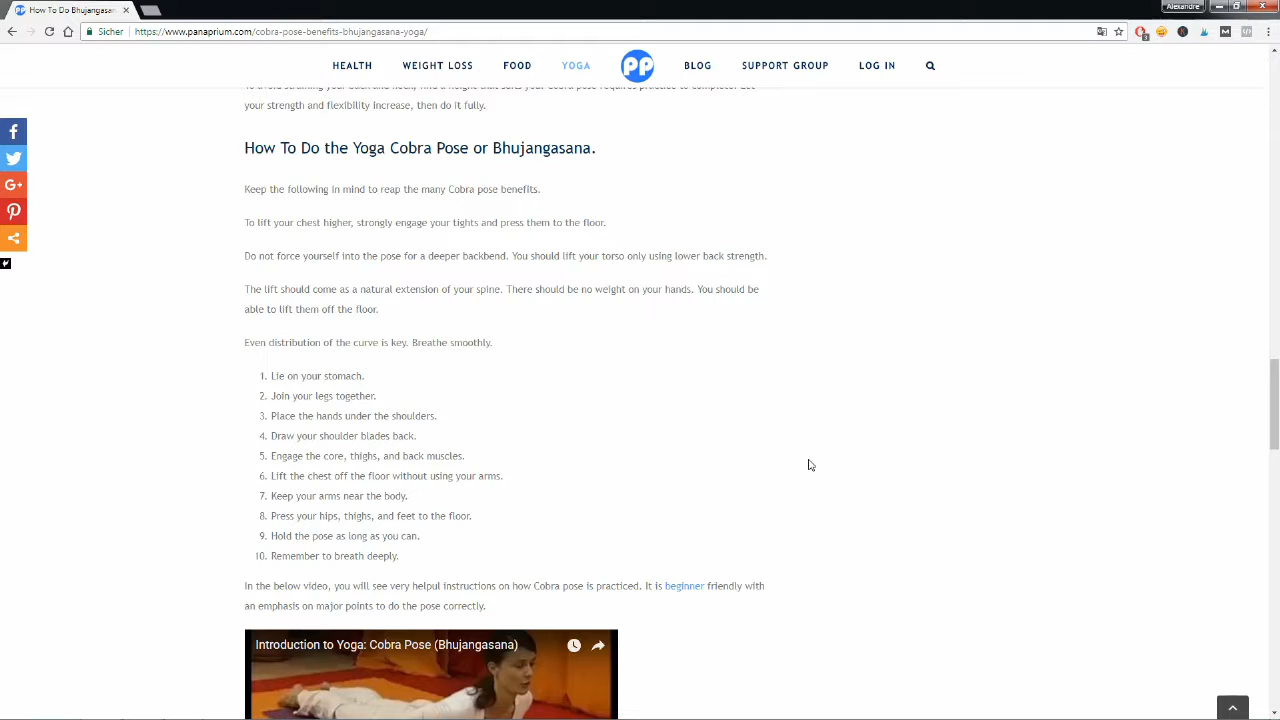 How To Do Bhujangasan
Alexandre
Sicher
https://www.panaprium.com/cobra-pose-benefits-bhujangasana-yoga/
HEALTH WEIGHT LOSS FOOD YOGA PP BLOG SUPPORT GROUP LOG IN
your strength and flexibility increase, then do it fully.
How To Do the Yoga Cobra Pose or Bhujangasana.
Keep the following in mind to reap the many Cobra pose benefits.
To lift your chest higher, strongly engage your tights and press them to the floor.
Do not force yourself into the pose for a deeper backbend. You should lift your torso only using lower back strength.
The lift should come as a natural extension of your spine. There should be no weight on your hands. You should be
able to lift them off the floor.
Even distribution of the curve is key. Breathe smoothly.
1. Lie on your stomach.
2. Join your legs together.
3. Place the hands under the shoulders.
4. Draw your shoulder blades back.
5. Engage the core, thighs, and back muscles.
6. Lift the chest off the floor without using your arms.
7. Keep your arms near the body.
8. Press your hips, thighs, and feet to the floor.
9. Hold the pose as long as you can.
10. Remember to breath deeply.
In the below video, you will see very helpul instructions on how Cobra pose is practiced. It is beginner friendly with
an emphasis on major points to do the pose correctly.
Introduction to Yoga: Cobra Pose (Bhujangasana)